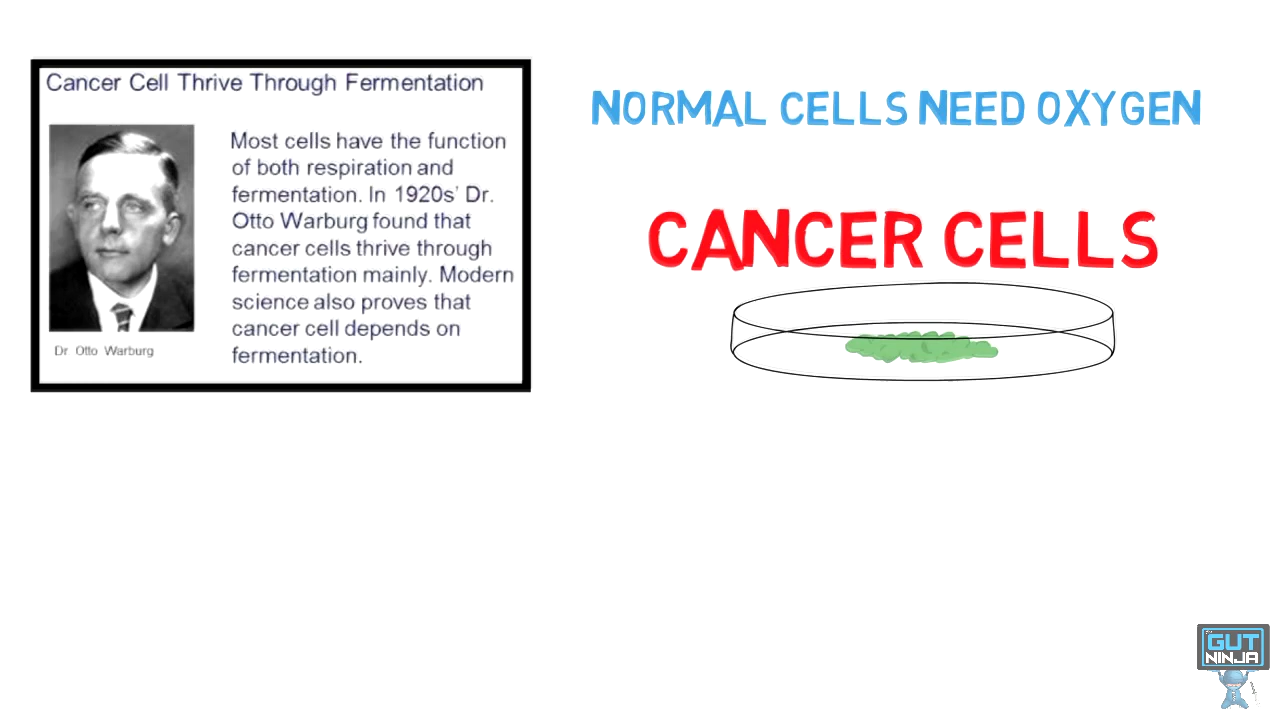 Cancer Cell Thrive Through Fermentation
Most cells have the function
of both respiration and
fermentation. In 1920s' Dr.
Otto Warburg found that
cancer cells thrive through
fermentation mainly. Modern
science also proves that
cancer cell depends on
fermentation.
Dr Otto Warburg
NORMAL CELLS NEED OXYGEN
CANCER CELLS
GUT
NINJA